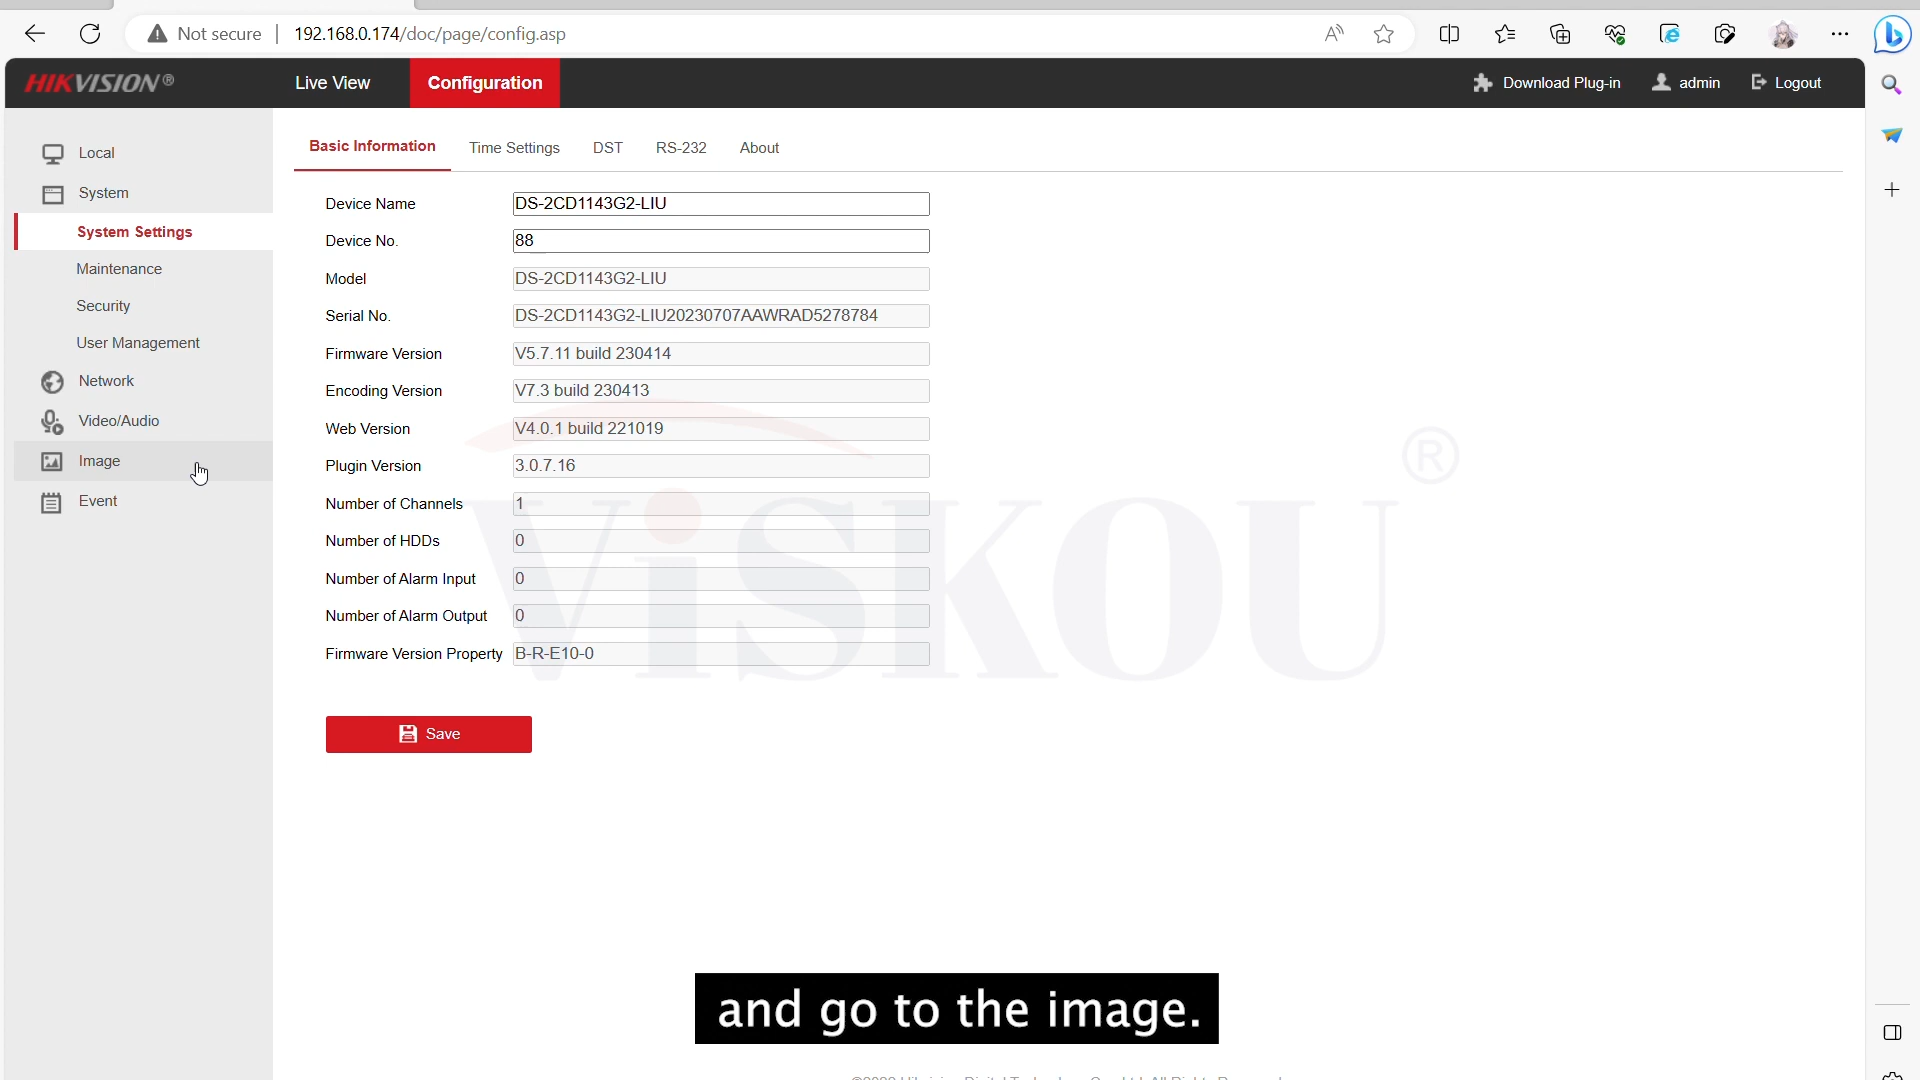 Not secure | 192.168.0.174/doc/page/config.asp
HIKVISION® Live View Configuration Download Plug-in admin Logout
Local
System
System Settings
Maintenance
Security
User Management
Network
Video/Audio
Image
Event
Basic Information Time Settings DST RS-232 About
Device Name DS-2CD1143G2-LIU
Device No. 88
Model DS-2CD1143G2-LIU
Serial No. DS-2CD1143G2-LIU20230707AAWRAD5278784
Firmware Version V5.7.11 build 230414
Encoding Version V7.3 build 230413
Web Version V4.0.1 build 221019
Plugin Version 3.0.7.16
Number of Channels 1
Number of HDDs 0
Number of Alarm Input 0
Number of Alarm Output 0
Firmware Version Property B-R-E10-0
Save
ViSKOU®
and go to the image.